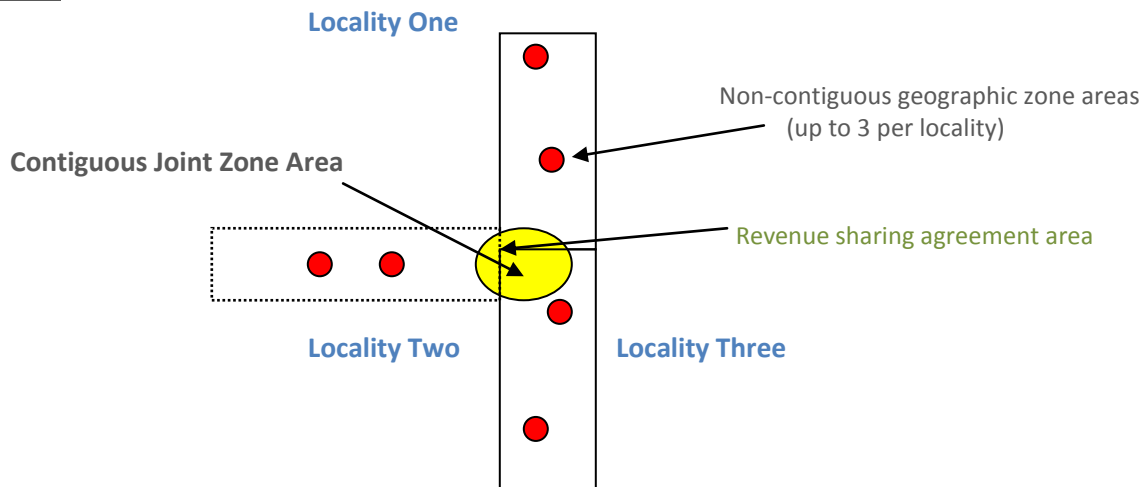 Locality One
Non-contiguous geographic zone areas
(up to 3 per locality)
Contiguous Joint Zone Area
Revenue sharing agreement area
Locality Two
Locality Three